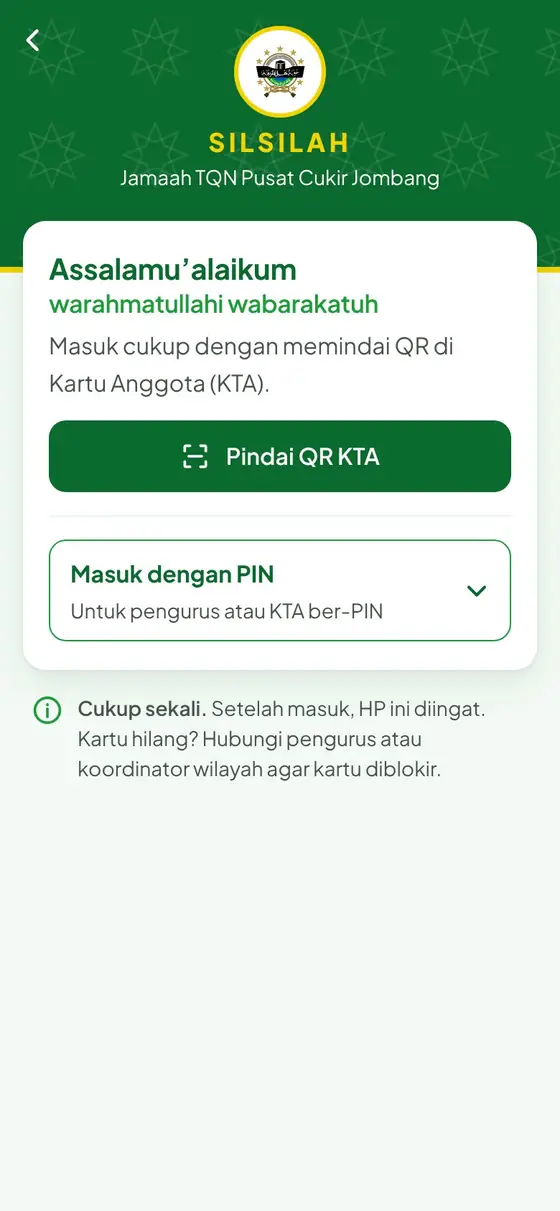 SILSILAH
Jamaah TQN Pusat Cukir Jombang
Assalamu’alaikum
warahmatullahi wabarakatuh
Masuk cukup dengan memindai QR di
Kartu Anggota (KTA).
Pindai QR KTA
Masuk dengan PIN
Untuk pengurus atau KTA ber-PIN
Cukup sekali. Setelah masuk, HP ini diingat.
Kartu hilang? Hubungi pengurus atau
koordinator wilayah agar kartu diblokir.